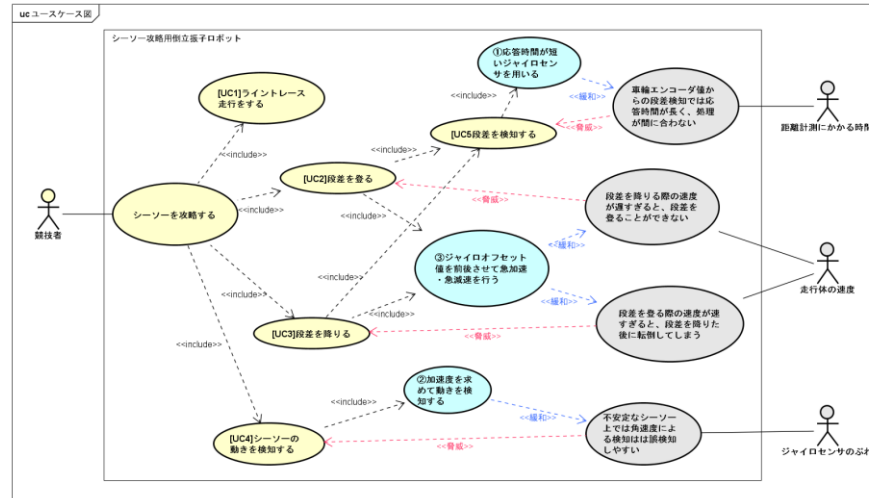 uc ユースケース図
シーソー攻略用倒立振子ロボット
①応答時間が短
いジャイロセン
サを用いる
[UC1]ライントレース
走行をする
<<include>>
<<緩和>>
車輪エンコーダ値か
らの段差検知では応
答時間が長く、処理
が間に合わない
距離計測にかかる時間
<<include>>
[UC5段差を検知する
<<脅威>>
<<include>>
[UC2]段差を登る
<<include>>
シーソーを攻略する
競技者
<<include>>
<<脅威>>
段差を降りる際の速度
が遅すぎると、段差を
登ることができない
<<include>>
③ジャイロオフセット
値を前後させて急加速
・急減速を行う
<<緩和>>
走行体の速度
<<include>>
<<include>>
<<緩和>>
段差を登る際の速度が速
すぎると、段差を降りた
後に転倒してしまう
[UC3]段差を降りる
<<include>>
<<脅威>>
<<include>>
②加速度を求
めて動きを検
知する
<<include>>
<<緩和>>
不安定なシーソー
上では角速度によ
る検知はは誤検知
しやすい
[UC4]シーソーの
動きを検知する
<<脅威>>
ジャイロセンサのぶれ